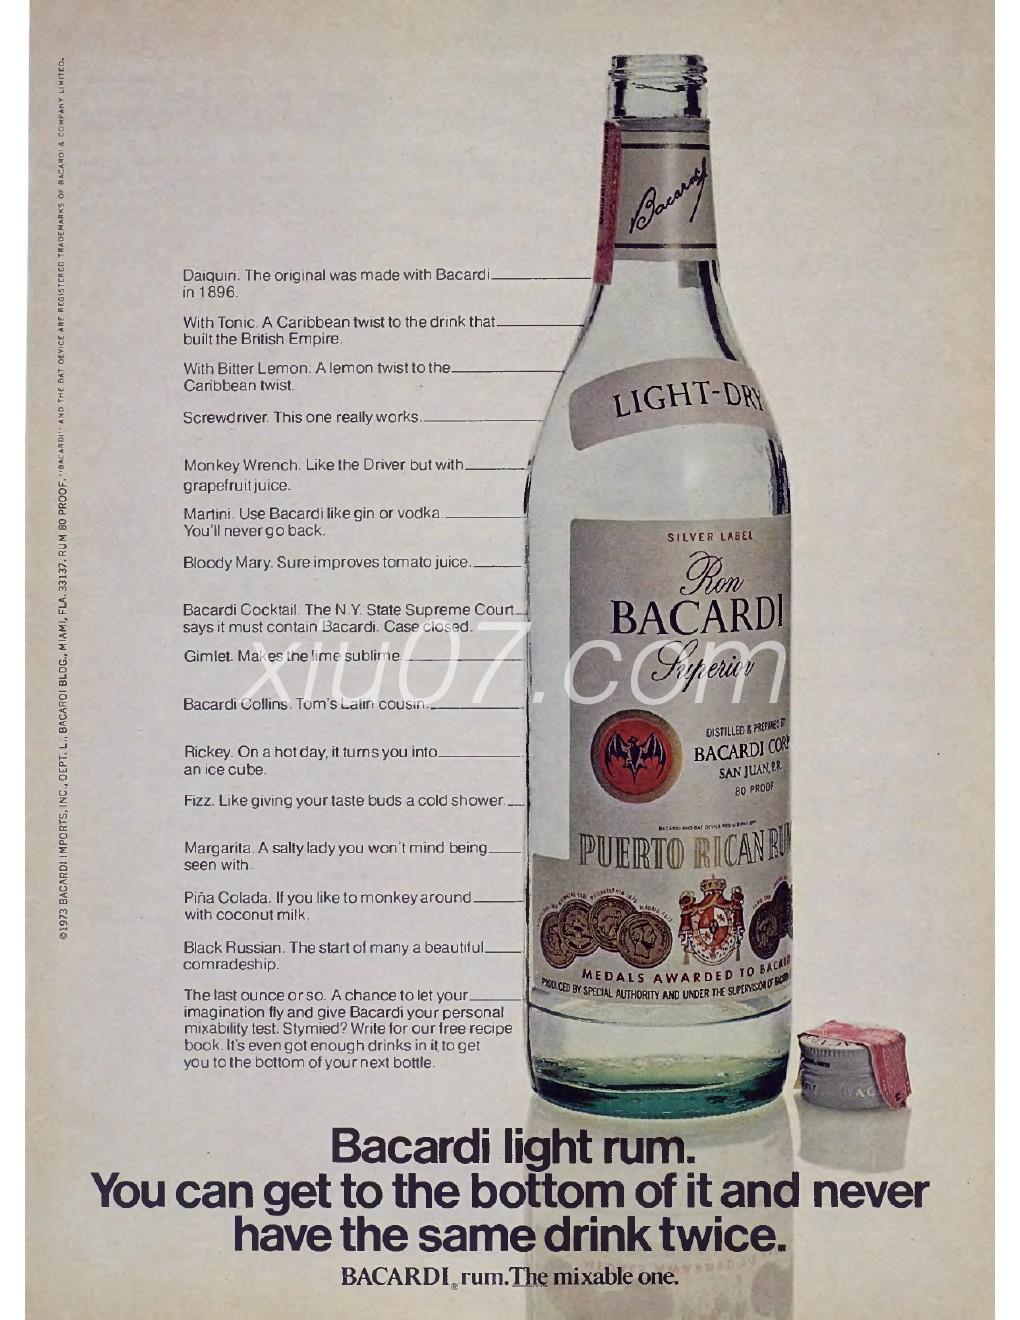 ©1973 BACARDI IMPORTS, INC., DEPT. L., BACARDI BLDG., MIAMI, FLA. 33137. RUM 80 PROOF. "BACARDI" AND THE BAT DEVICE ARE REGISTERED TRADEMARKS OF BACARDI & COMPANY LIMITED.
Bacardi
Daiquiri. The original was made with Bacardi
in 1896.
With Tonic. A Caribbean twist to the drink that
built the British Empire.
With Bitter Lemon. A lemon twist to the
Caribbean twist.
LIGHT-DRY
Screwdriver. This one really works.
Monkey Wrench. Like the Driver but with
grapefruit juice.
Martini. Use Bacardi like gin or vodka.
You'll never go back.
Bloody Mary. Sure improves tomato juice.
Bacardi Cocktail. The N.Y. State Supreme Court
says it must contain Bacardi. Case closed.
Gimlet. Makes the lime sublime.
Bacardi Collins. Tom's Latin cousin.
Rickey. On a hot day, it turns you into
an ice cube.
Fizz. Like giving your taste buds a cold shower.
Margarita. A salty lady you won't mind being
seen with.
Piña Colada. If you like to monkey around
with coconut milk.
Black Russian. The start of many a beautiful
comradeship.
The last ounce or so. A chance to let your
imagination fly and give Bacardi your personal
mixability test. Stymied? Write for our free recipe
book. It's even got enough drinks in it to get
you to the bottom of your next bottle.
SILVER LABEL
Ron
BACARDI
Superior
DISTILLED & PREPARED BY
BACARDI CORP
SAN JUAN, P.R.
80 PROOF
PUERTO RICAN RUM
MEDALS AWARDED TO BACARDI
PRODUCED BY SPECIAL AUTHORITY AND UNDER THE SUPERVISION OF
xiu07.com
Bacardi light rum.
You can get to the bottom of it and never
have the same drink twice.
BACARDI® rum. The mixable one.